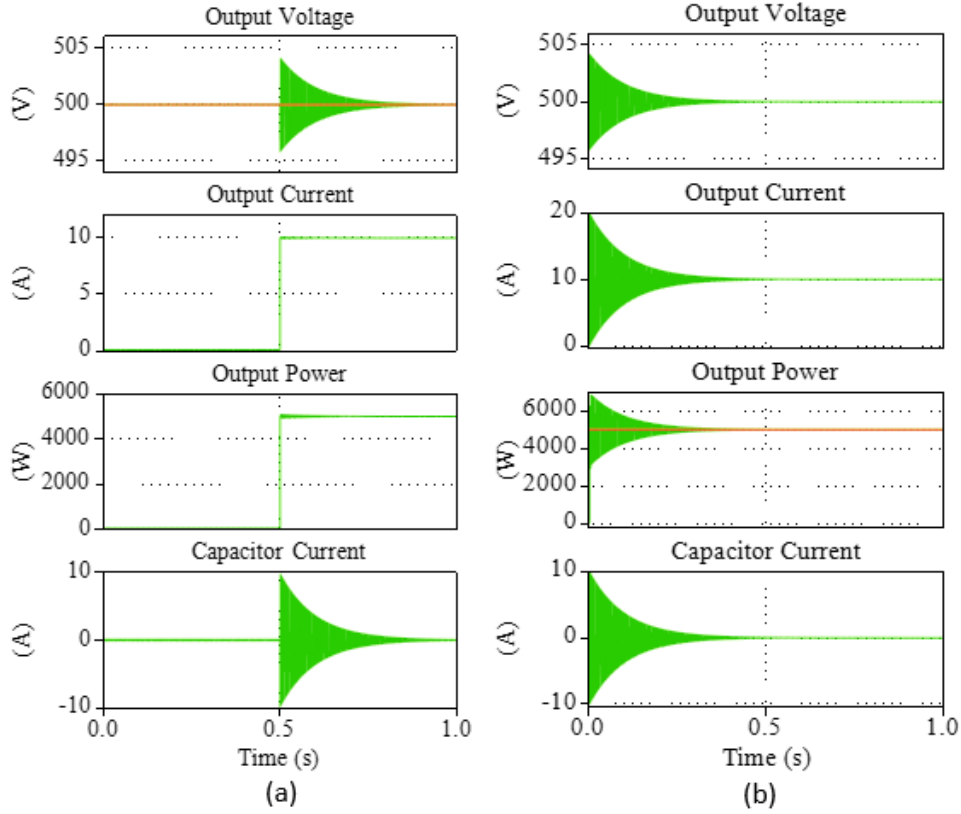 Output Voltage
505
500
495
(V)
Output Current
10
5
0
(A)
Output Power
6000
4000
2000
0
(W)
Capacitor Current
10
0
-10
(A)
0.0 0.5 1.0
Time (s)
(a)
Output Voltage
505
500
495
(V)
Output Current
20
10
0
(A)
Output Power
6000
4000
2000
0
(W)
Capacitor Current
10
0
-10
(A)
0.0 0.5 1.0
Time (s)
(b)